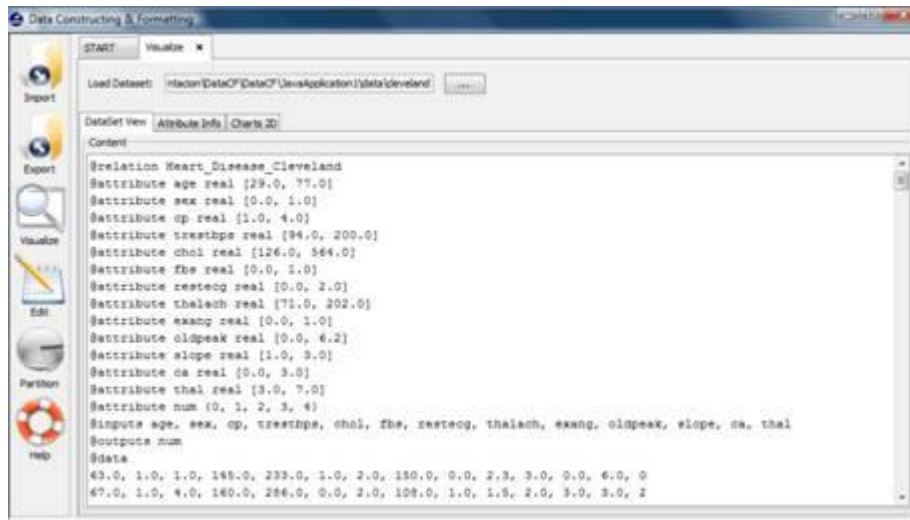 Data Constructing & Formatting
START Visualize
Import
Load Dataset: ntacion\DataCF\DataCF\JavaApplication1\data\cleveland ...
DataSet View Attribute Info Charts 2D
Content
Export
Visualize
Edit
Partition
Help
@relation Heart_Disease_Cleveland
@attribute age real [29.0, 77.0]
@attribute sex real [0.0, 1.0]
@attribute cp real [1.0, 4.0]
@attribute trestbps real [94.0, 200.0]
@attribute chol real [126.0, 564.0]
@attribute fbs real [0.0, 1.0]
@attribute restecg real [0.0, 2.0]
@attribute thalach real [71.0, 202.0]
@attribute exang real [0.0, 1.0]
@attribute oldpeak real [0.0, 6.2]
@attribute slope real [1.0, 3.0]
@attribute ca real [0.0, 3.0]
@attribute thal real [3.0, 7.0]
@attribute num {0, 1, 2, 3, 4}
@inputs age, sex, cp, trestbps, chol, fbs, restecg, thalach, exang, oldpeak, slope, ca, thal
@outputs num
@data
63.0, 1.0, 1.0, 145.0, 233.0, 1.0, 2.0, 150.0, 0.0, 2.3, 3.0, 0.0, 6.0, 0
67.0, 1.0, 4.0, 160.0, 286.0, 0.0, 2.0, 108.0, 1.0, 1.5, 2.0, 3.0, 3.0, 2